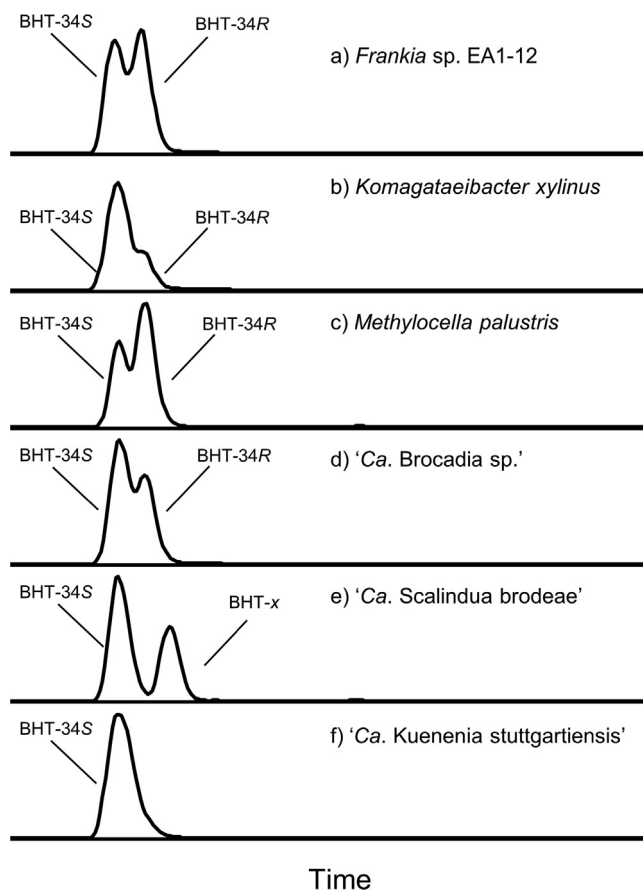 BHT-34S
BHT-34R
a) Frankia sp. EA1-12
b) Komagataeibacter xylinus
BHT-34S
BHT-34R
BHT-34S
BHT-34R
c) Methylocella palustris
BHT-34S
BHT-34R
d) ‘Ca. Brocadia sp.’
BHT-34S
BHT-x
e) ‘Ca. Scalindua brodeae’
BHT-34S
f) ‘Ca. Kuenenia stuttgartiensis’
Time